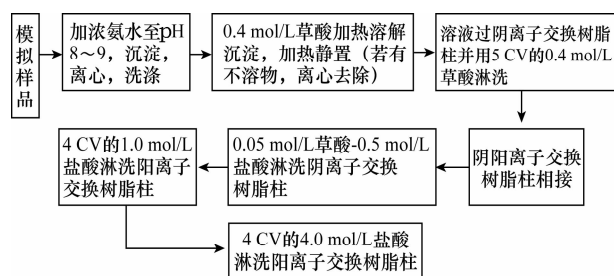 模
拟
样
品
加浓氨水至pH
8～9，沉淀，
离心，洗涤
0.4 mol/L草酸加热溶解
沉淀，加热静置（若有
不溶物，离心去除）
溶液过阴离子交换树脂
柱并用5 CV的0.4 mol/L
草酸淋洗
阴阳离子交换
树脂柱相接
0.05 mol/L草酸-0.5 mol/L
盐酸淋洗阴离子交换
树脂柱
4 CV的1.0 mol/L
盐酸淋洗阳离子
交换树脂柱
4 CV的4.0 mol/L盐酸
淋洗阳离子交换树脂柱